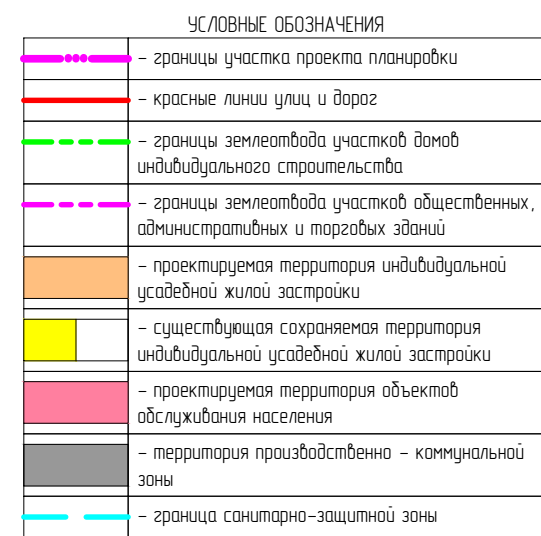 УСЛОВНЫЕ ОБОЗНАЧЕНИЯ
– границы участка проекта планировки
– красные линии улиц и дорог
– границы землеотвода участков домов
индивидуального строительства
– границы землеотвода участков общественных,
административных и торговых зданий
– проектируемая территория индивидуальной
усадебной жилой застройки
– существующая сохраняемая территория
индивидуальной усадебной жилой застройки
– проектируемая территория объектов
обслуживания населения
– территория производственно – коммунальной
зоны
– граница санитарно-защитной зоны